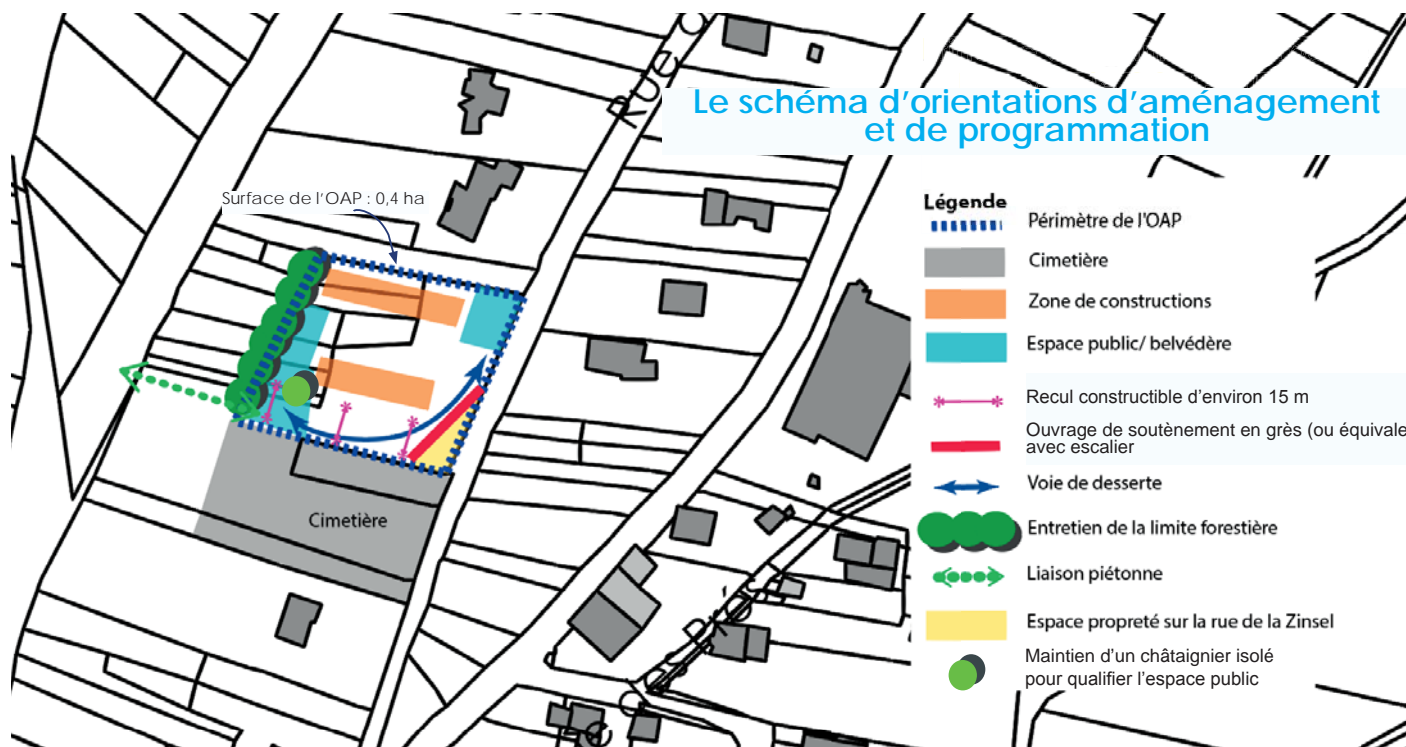 Le schéma d'orientations d'aménagement
et de programmation
Surface de l'OAP : 0,4 ha
Légende
Périmètre de l'OAP
Cimetière
Zone de constructions
Espace public/ belvédère
Recul constructible d'environ 15 m
Ouvrage de soutènement en grès (ou équivale
avec escalier
Voie de desserte
Entretien de la limite forestière
Liaison piétonne
Espace propreté sur la rue de la Zinsel
Maintien d'un châtaignier isolé
pour qualifier l'espace public
Cimetière